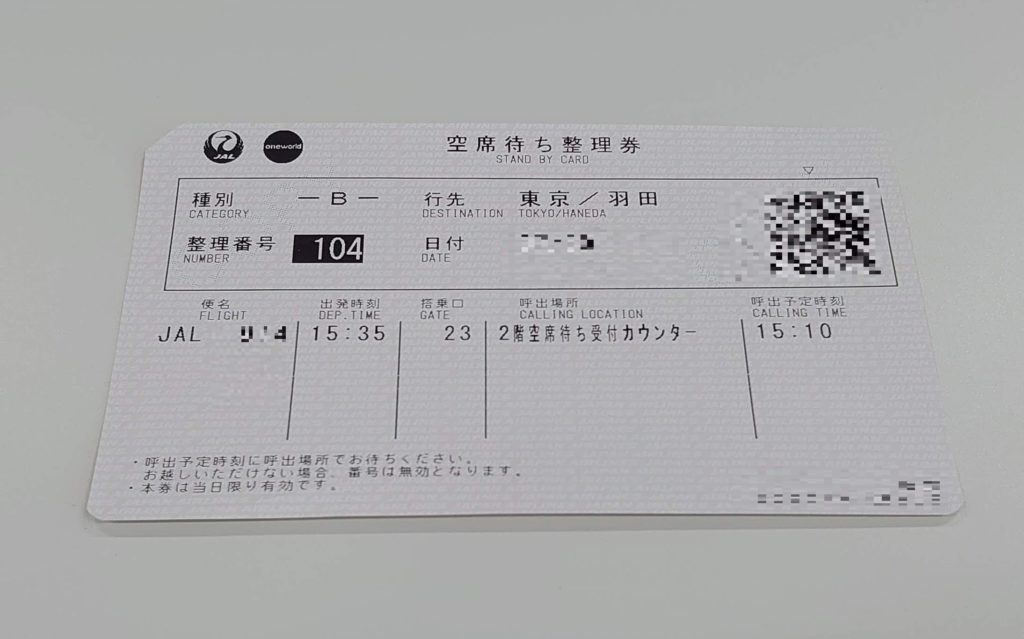 JAL oneworld 空席待ち整理券
STAND BY CARD
種別 -B- 行先 東京/羽田
CATEGORY DESTINATION TOKYO/HANEDA
整理番号 104 日付
NUMBER DATE
便名 出発時刻 搭乗口 呼出場所 呼出予定時刻
FLIGHT DEP.TIME GATE CALLING LOCATION CALLING TIME
JAL 15:35 23 2階空席待ち受付カウンター 15:10
・呼出予定時刻に呼出場所でお待ちください。
お越しいただけない場合、番号は無効となります。
・本券は当日限り有効です。